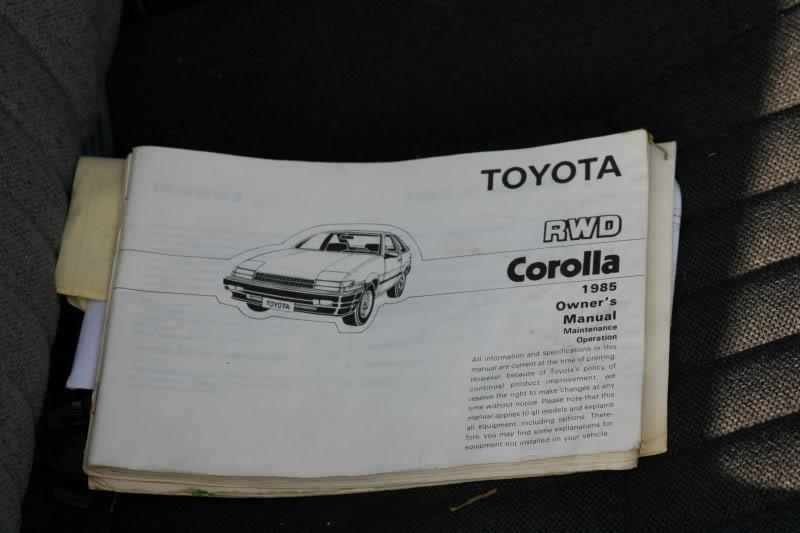 TOYOTA
RWD
Corolla
1985
Owner's
Manual
Maintenance
Operation
All information and specifications in this
manual are current at the time of printing.
However, because of Toyota's policy, of
continual product improvement, we
reserve the right to make changes at any
time without notice. Please note that this
manual applies to all models and explains
all equipment, including options. There-
fore, you may find some explanations for
equipment not installed on your vehicle.
TOYOTA
Foreword